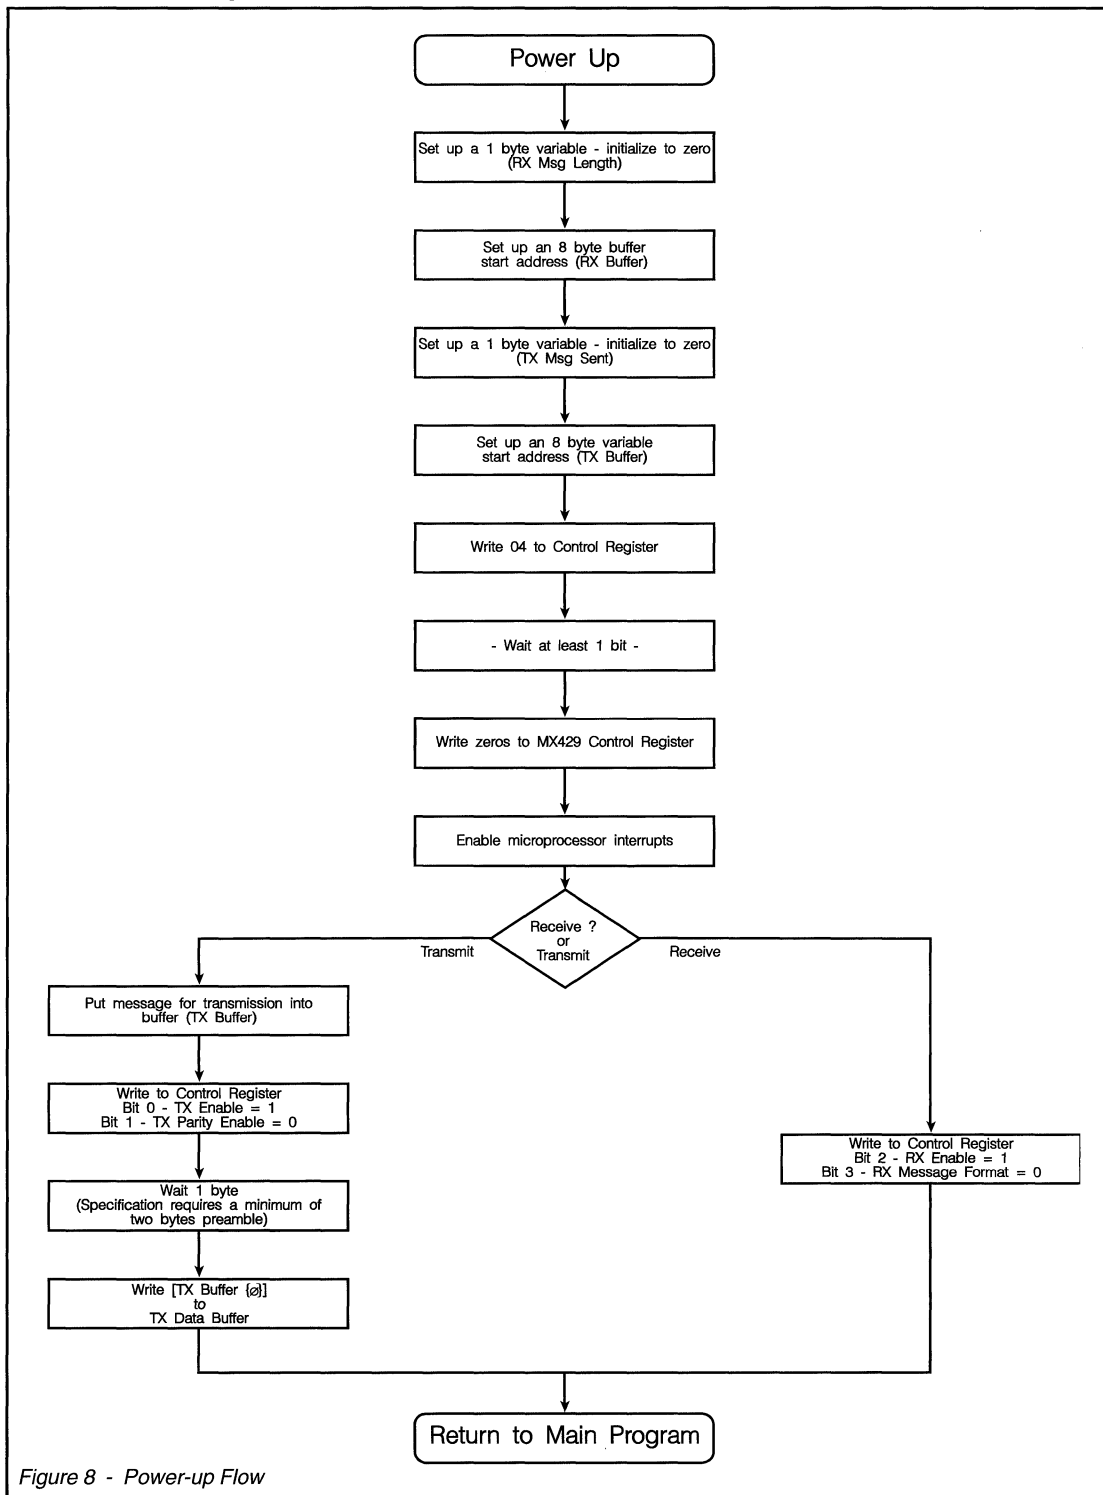 Power Up
Set up a 1 byte variable - initialize to zero
(RX Msg Length)
Set up an 8 byte buffer
start address (RX Buffer)
Set up a 1 byte variable - initialize to zero
(TX Msg Sent)
Set up an 8 byte variable
start address (TX Buffer)
Write 04 to Control Register
- Wait at least 1 bit -
Write zeros to MX429 Control Register
Enable microprocessor interrupts
Receive ?
or
Transmit
Transmit
Receive
Put message for transmission into
buffer (TX Buffer)
Write to Control Register
Bit 0 - TX Enable = 1
Bit 1 - TX Parity Enable = 0
Wait 1 byte
(Specification requires a minimum of
two bytes preamble)
Write [TX Buffer {ø}]
to
TX Data Buffer
Write to Control Register
Bit 2 - RX Enable = 1
Bit 3 - RX Message Format = 0
Return to Main Program
Figure 8 - Power-up Flow